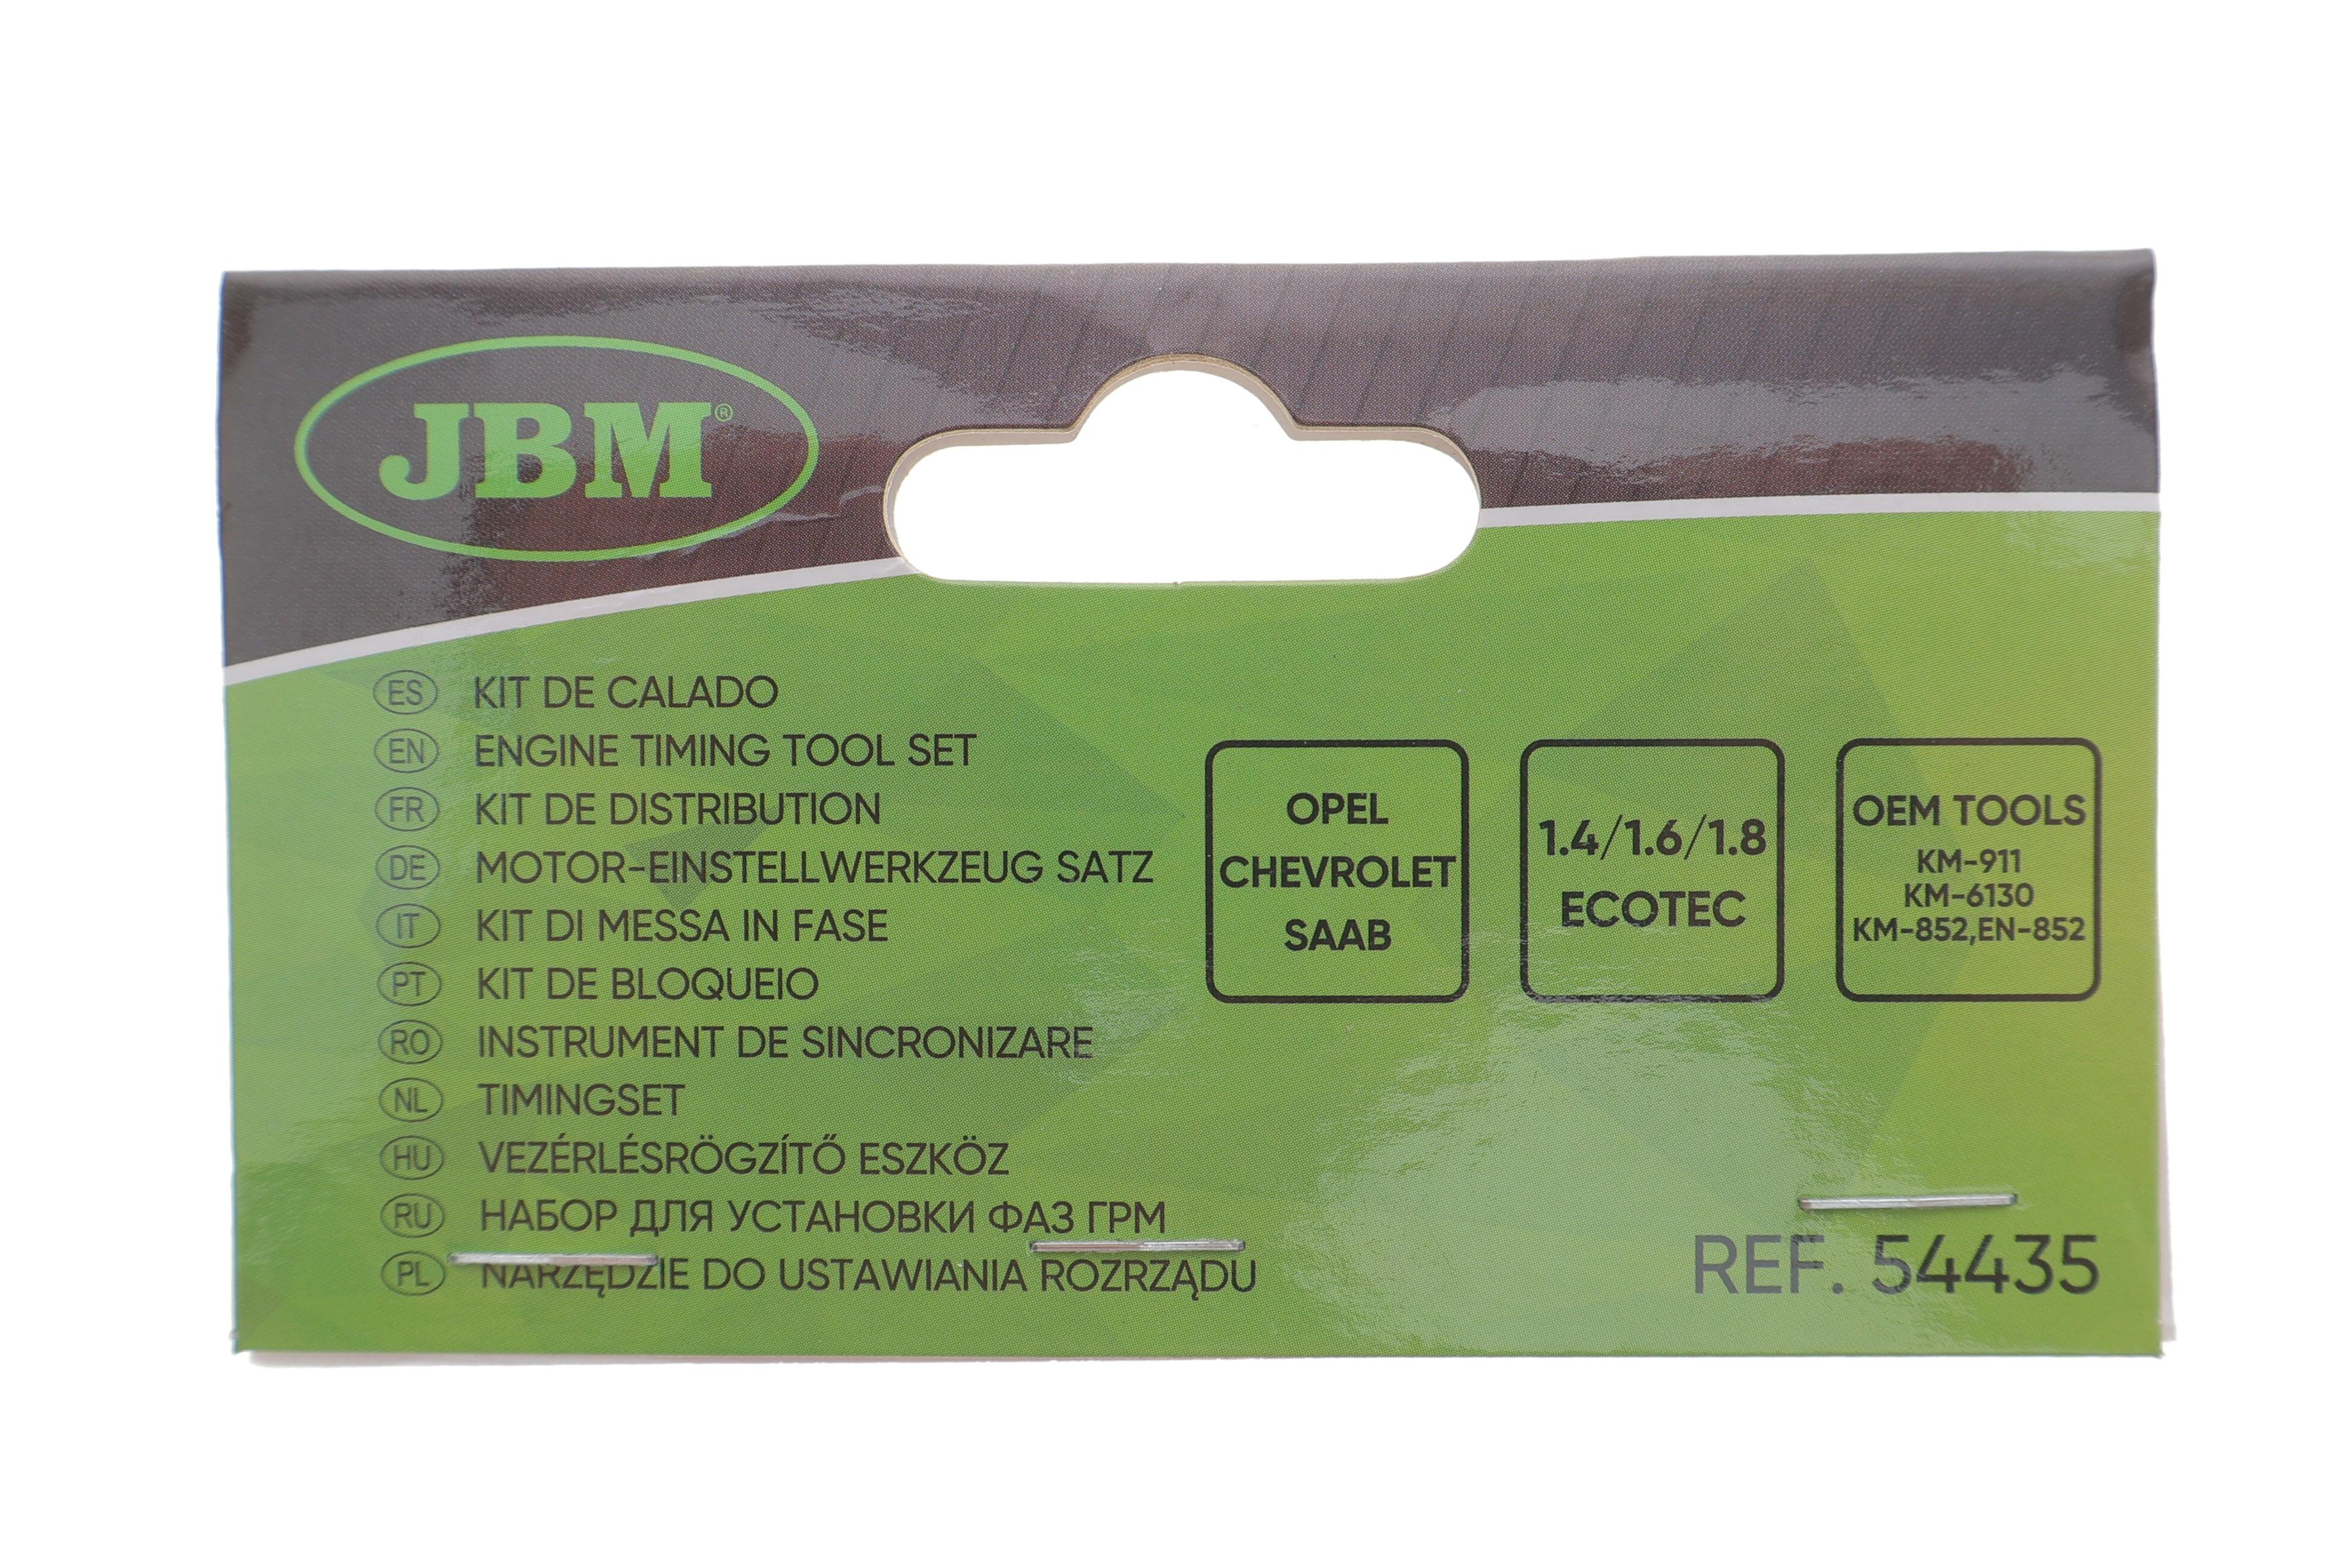 JBM®
ES KIT DE CALADO
EN ENGINE TIMING TOOL SET
FR KIT DE DISTRIBUTION
DE MOTOR-EINSTELLWERKZEUG SATZ
IT KIT DI MESSA IN FASE
PT KIT DE BLOQUEIO
RO INSTRUMENT DE SINCRONIZARE
NL TIMINGSET
HU VEZÉRLÉSRÖGZÍTŐ ESZKÖZ
RU НАБОР ДЛЯ УСТАНОВКИ ФАЗ ГРМ
PL NARZĘDZIE DO USTAWIANIA ROZRZĄDU
OPEL
CHEVROLET
SAAB
1.4/1.6/1.8
ECOTEC
OEM TOOLS
KM-911
KM-6130
KM-852,EN-852
REF. 54435